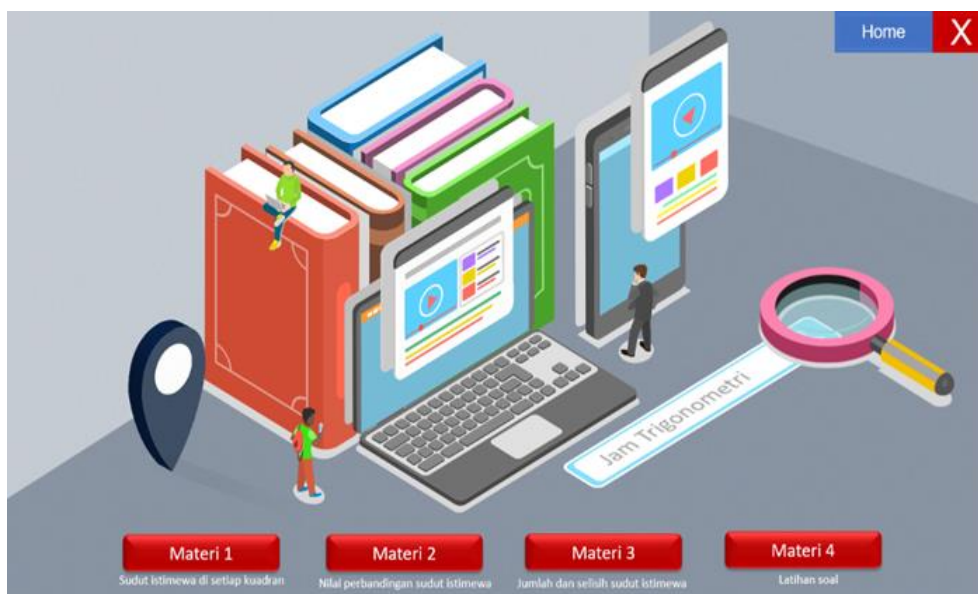 Home
X
Jam Trigonometri
Materi 1
Sudut istimewa di setiap kuadran
Materi 2
Nilai perbandingan sudut istimewa
Materi 3
Jumlah dan selisih sudut istimewa
Materi 4
Latihan soal